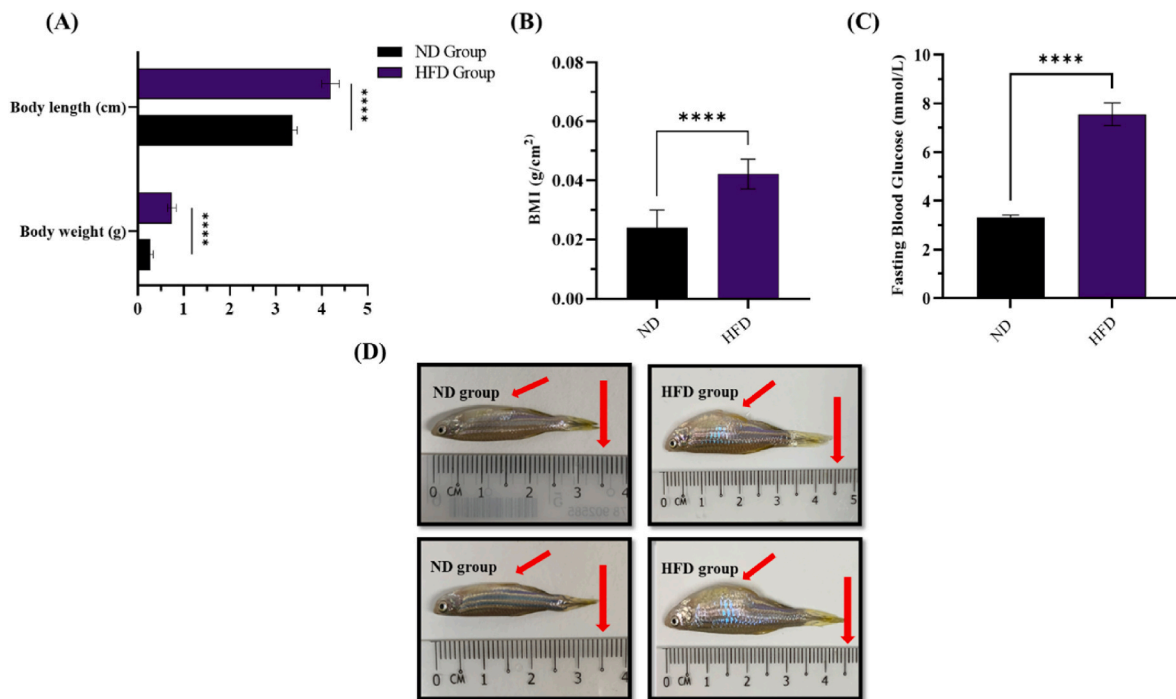 (A)
ND Group
HFD Group
Body length (cm)
****
Body weight (g)
****
0 1 2 3 4 5
(B)
0.08
0.06
0.04
0.02
0.00
BMI (g/cm²)
****
ND
HFD
(C)
10
8
6
4
2
0
Fasting Blood Glucose (mmol/L)
****
ND
HFD
(D)
ND group
0 CM 1 2 3 4
HFD group
0 CM 1 2 3 4 5
ND group
0 CM 1 2 3 4
HFD group
0 CM 1 2 3 4